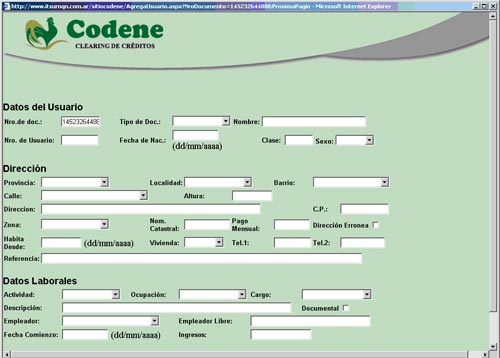 http://www.itsumqn.com.ar/sitiocodene/AgregaUsuario.aspx?NroDocumento=14523264488&ProximaPagin - Microsoft Internet Explorer
Codene
CLEARING DE CRÉDITOS
Datos del Usuario
Nro.de doc.: 14523264488 Tipo de Doc.: Nombre:
Nro. de Usuario: Fecha de Nac.: (dd/mm/aaaa) Clase: Sexo:
Dirección
Provincia: Localidad: Barrio:
Calle: Altura:
Direccion: C.P.:
Zona: Nom. Catastral: Pago Mensual: Dirección Erronea
Habita Desde: (dd/mm/aaaa) Vivienda: Tel.1: Tel.2:
Referencia:
Datos Laborales
Actividad: Ocupación: Cargo:
Descripción: Documental
Empleador: Empleador Libre:
Fecha Comienzo: (dd/mm/aaaa) Ingresos: